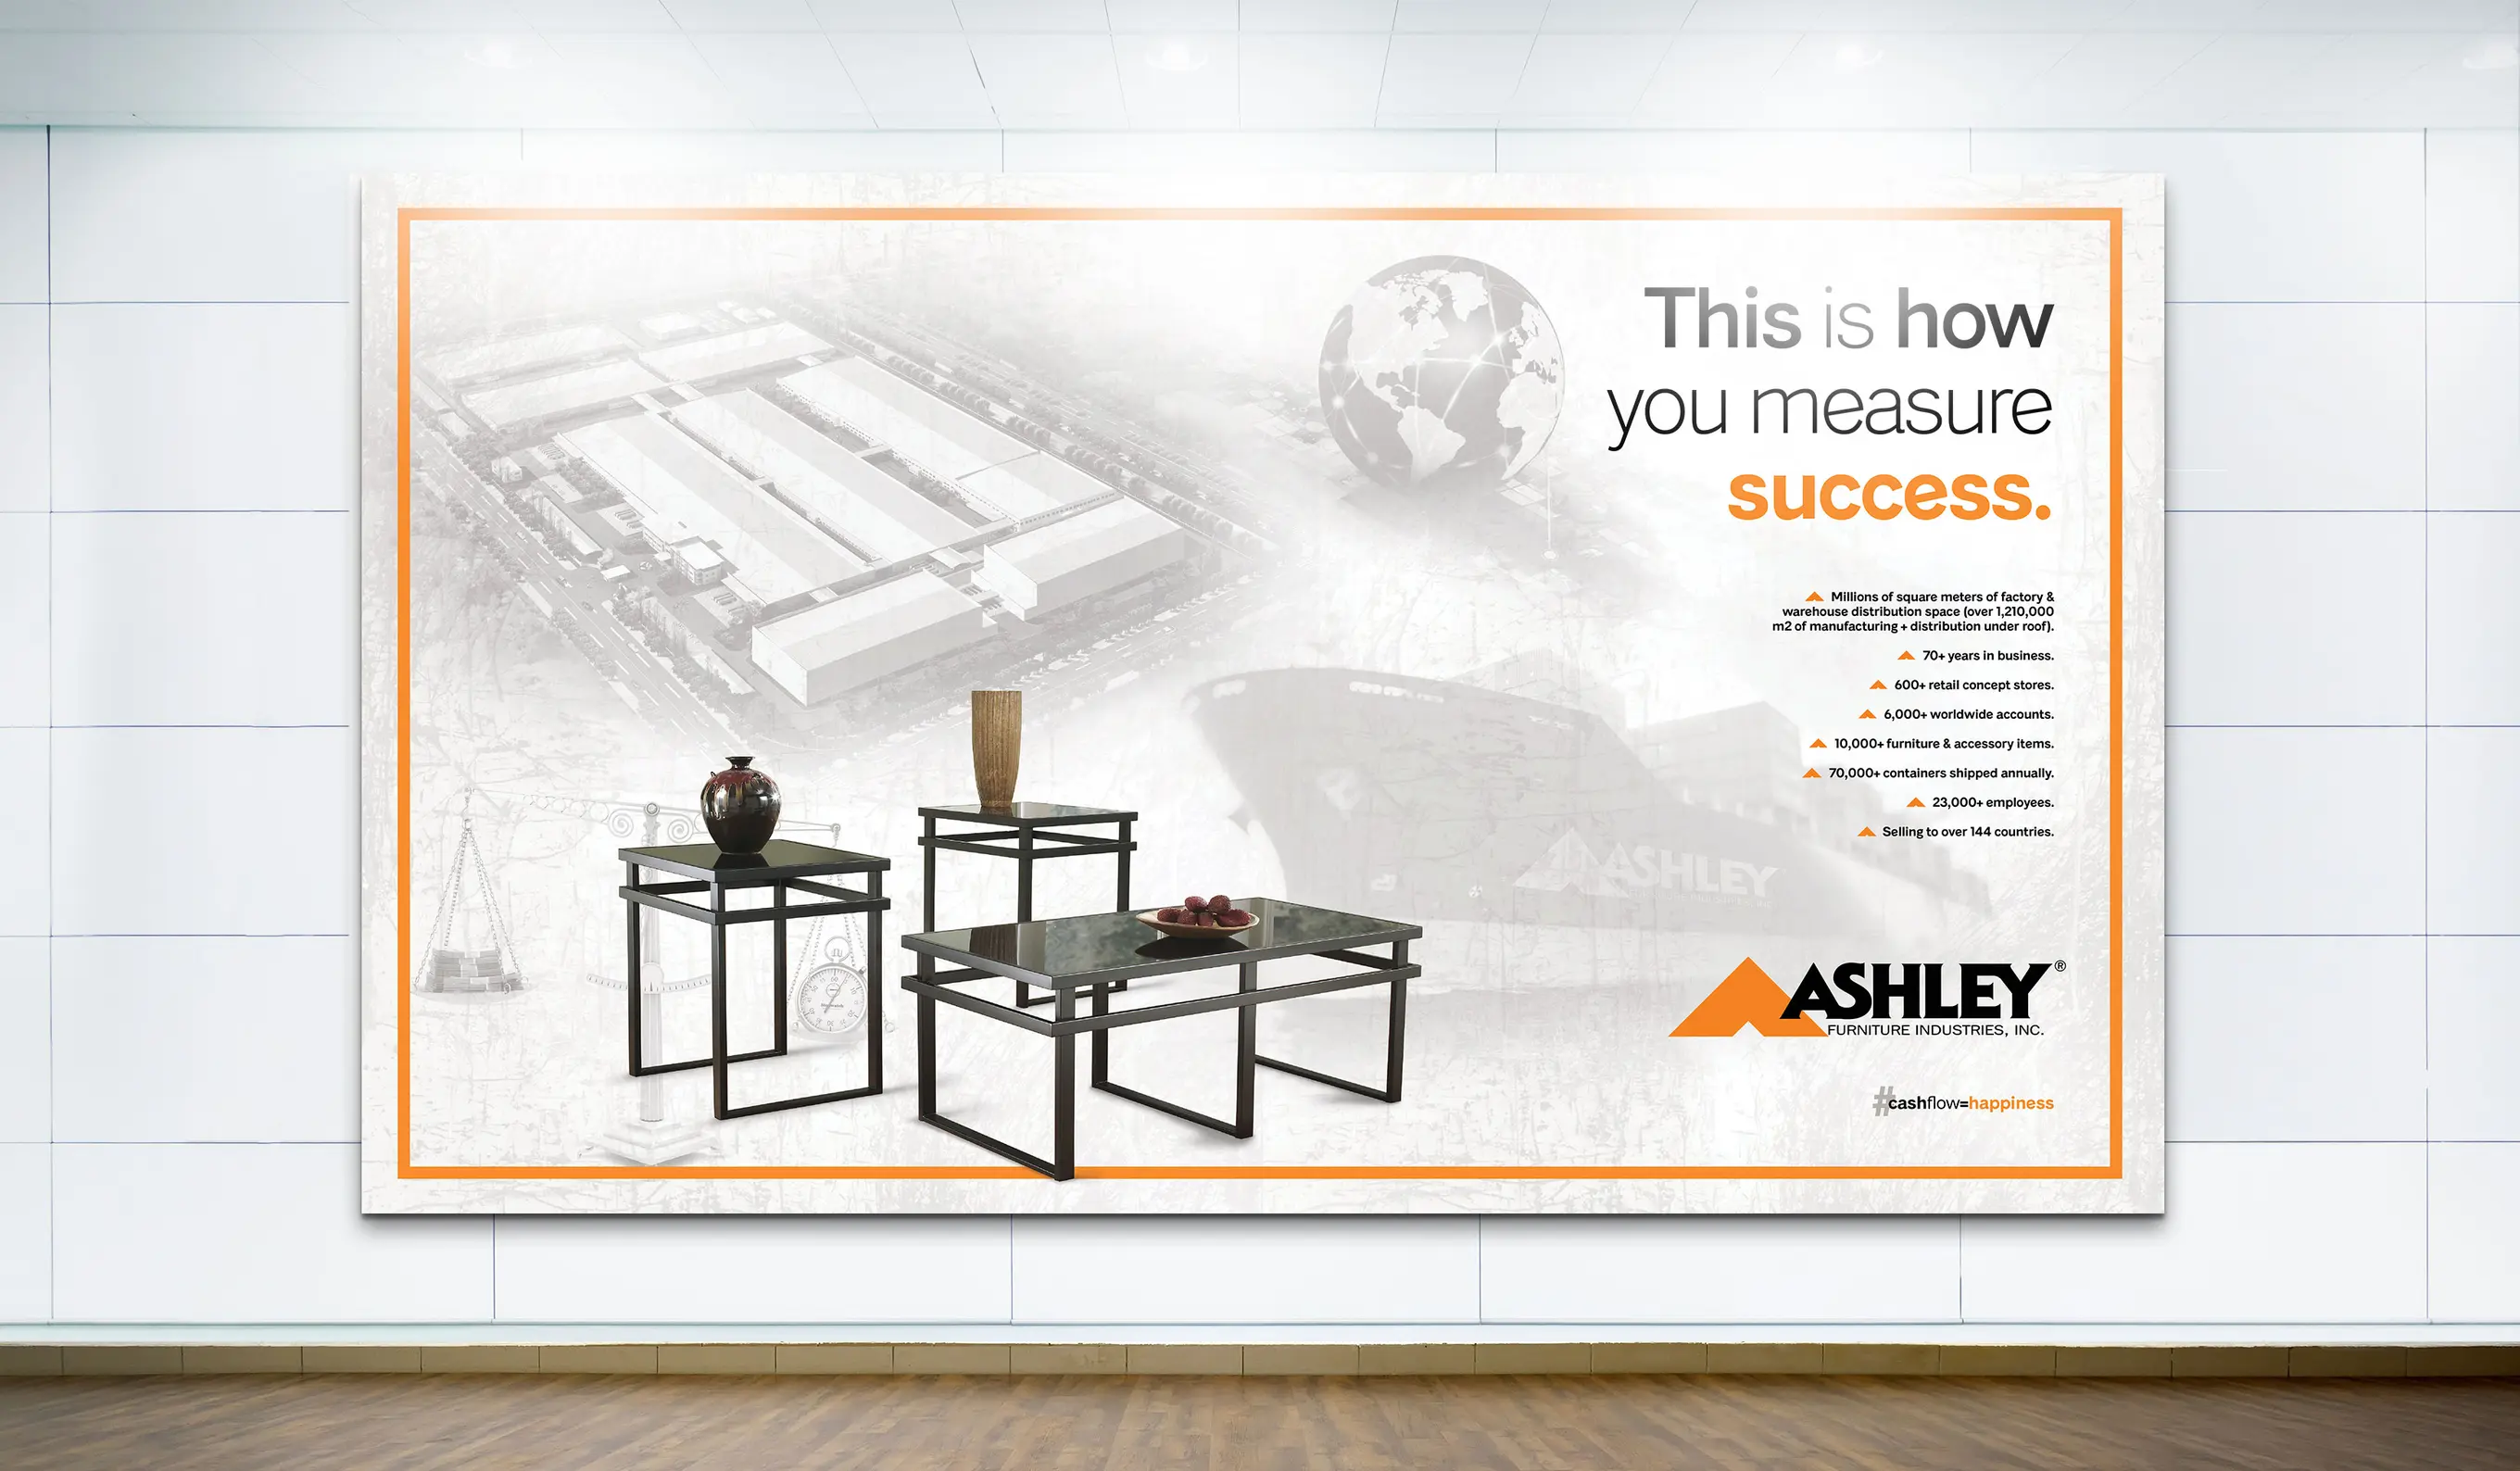 This is how
you measure
success.
Millions of square meters of factory &
warehouse distribution space (over 1,210,000
m2 of manufacturing + distribution under roof).
70+ years in business.
600+ retail concept stores.
6,000+ worldwide accounts.
10,000+ furniture & accessory items.
70,000+ containers shipped annually.
23,000+ employees.
Selling to over 144 countries.
ASHLEY
ASHLEY®
FURNITURE INDUSTRIES, INC.
#cashflow=happiness